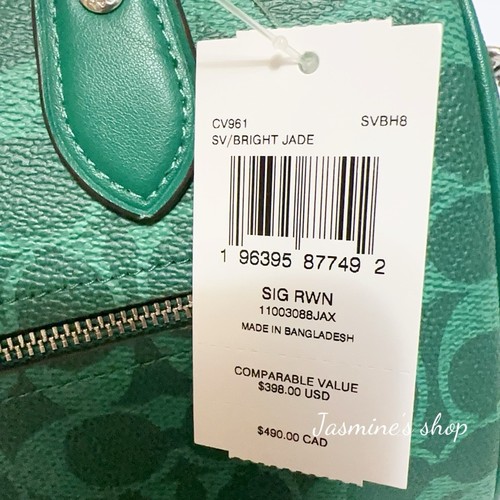 CV961 SVBH8
SV/BRIGHT JADE
1 96395 87749 2
SIG RWN
11003088JAX
MADE IN BANGLADESH
COMPARABLE VALUE
$398.00 USD
$490.00 CAD
Jasmine's shop